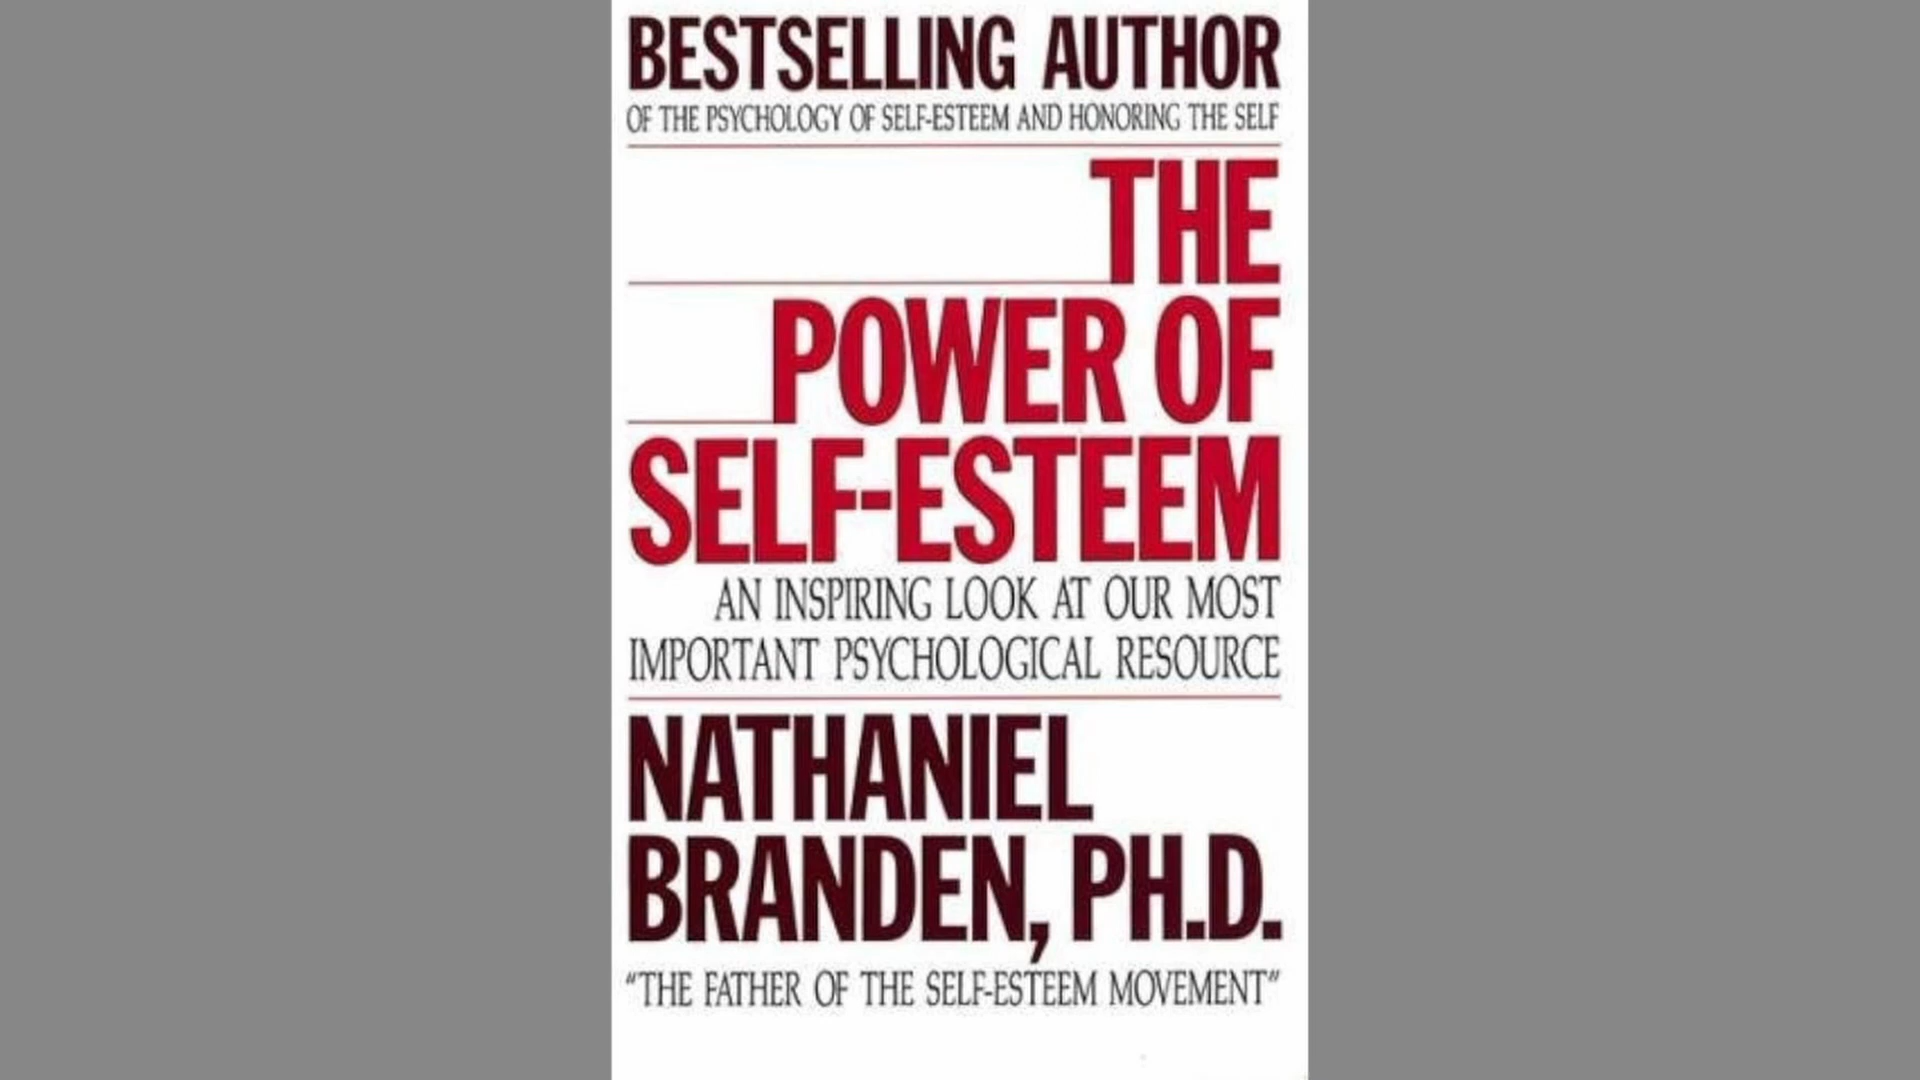 BESTSELLING AUTHOR
OF THE PSYCHOLOGY OF SELF-ESTEEM AND HONORING THE SELF
THE
POWER OF
SELF-ESTEEM
AN INSPIRING LOOK AT OUR MOST
IMPORTANT PSYCHOLOGICAL RESOURCE
NATHANIEL
BRANDEN, PH.D.
"THE FATHER OF THE SELF-ESTEEM MOVEMENT"